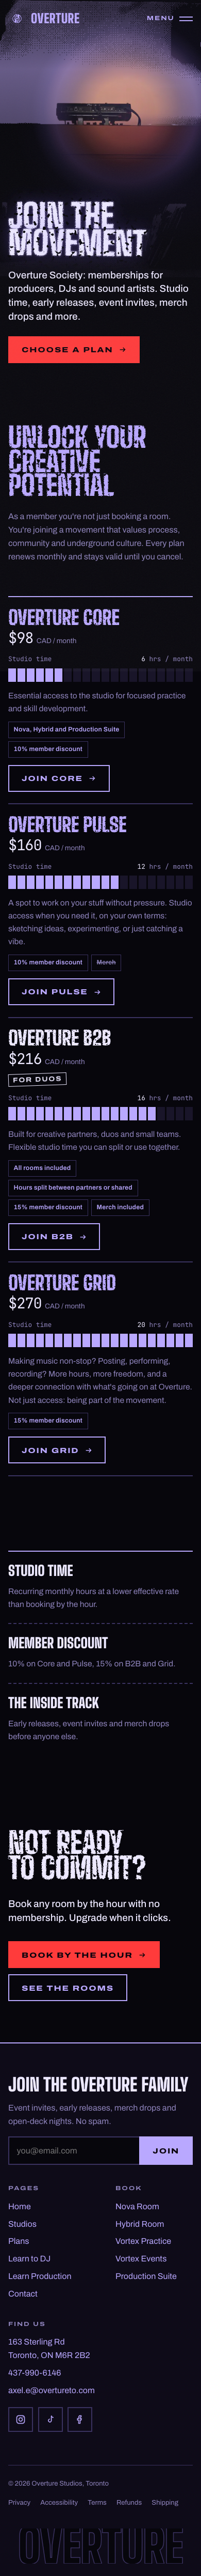 OVERTURE
MENU
JOIN THE
MOVEMENT
Overture Society: memberships for
producers, DJs and sound artists. Studio
time, early releases, event invites, merch
drops and more.
CHOOSE A PLAN →
UNLOCK YOUR
CREATIVE
POTENTIAL
As a member you're not just booking a room.
You're joining a movement that values process,
community and underground culture. Every plan
renews monthly and stays valid until you cancel.
OVERTURE CORE
$98 CAD / month
Studio time 6 hrs / month
Essential access to the studio for focused practice
and skill development.
Nova, Hybrid and Production Suite
10% member discount
JOIN CORE →
OVERTURE PULSE
$160 CAD / month
Studio time 12 hrs / month
A spot to work on your stuff without pressure. Studio
access when you need it, on your own terms:
sketching ideas, experimenting, or just catching a
vibe.
10% member discount Merch
JOIN PULSE →
OVERTURE B2B
$216 CAD / month
FOR DUOS
Studio time 16 hrs / month
Built for creative partners, duos and small teams.
Flexible studio time you can split or use together.
All rooms included
Hours split between partners or shared
15% member discount Merch included
JOIN B2B →
OVERTURE GRID
$270 CAD / month
Studio time 20 hrs / month
Making music non-stop? Posting, performing,
recording? More hours, more freedom, and a
deeper connection with what's going on at Overture.
Not just access: being part of the movement.
15% member discount
JOIN GRID →
STUDIO TIME
Recurring monthly hours at a lower effective rate
than booking by the hour.
MEMBER DISCOUNT
10% on Core and Pulse, 15% on B2B and Grid.
THE INSIDE TRACK
Early releases, event invites and merch drops
before anyone else.
NOT READY
TO COMMIT?
Book any room by the hour with no
membership. Upgrade when it clicks.
BOOK BY THE HOUR →
SEE THE ROOMS
JOIN THE OVERTURE FAMILY
Event invites, early releases, merch drops and
open-deck nights. No spam.
you@email.com JOIN
PAGES
Home
Studios
Plans
Learn to DJ
Learn Production
Contact
BOOK
Nova Room
Hybrid Room
Vortex Practice
Vortex Events
Production Suite
FIND US
163 Sterling Rd
Toronto, ON M6R 2B2
437-990-6146
axel.e@overtureto.com
© 2026 Overture Studios, Toronto
Privacy Accessibility Terms Refunds Shipping
OVERTURE